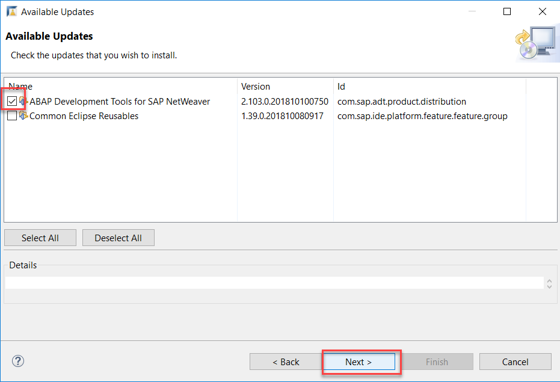 Available Updates
Available Updates
Check the updates that you wish to install.
Name Version Id
ABAP Development Tools for SAP NetWeaver 2.103.0.201810100750 com.sap.adt.product.distribution
Common Eclipse Reusables 1.39.0.201810080917 com.sap.ide.platform.feature.feature.group
Select All Deselect All
Details
? < Back Next > Finish Cancel